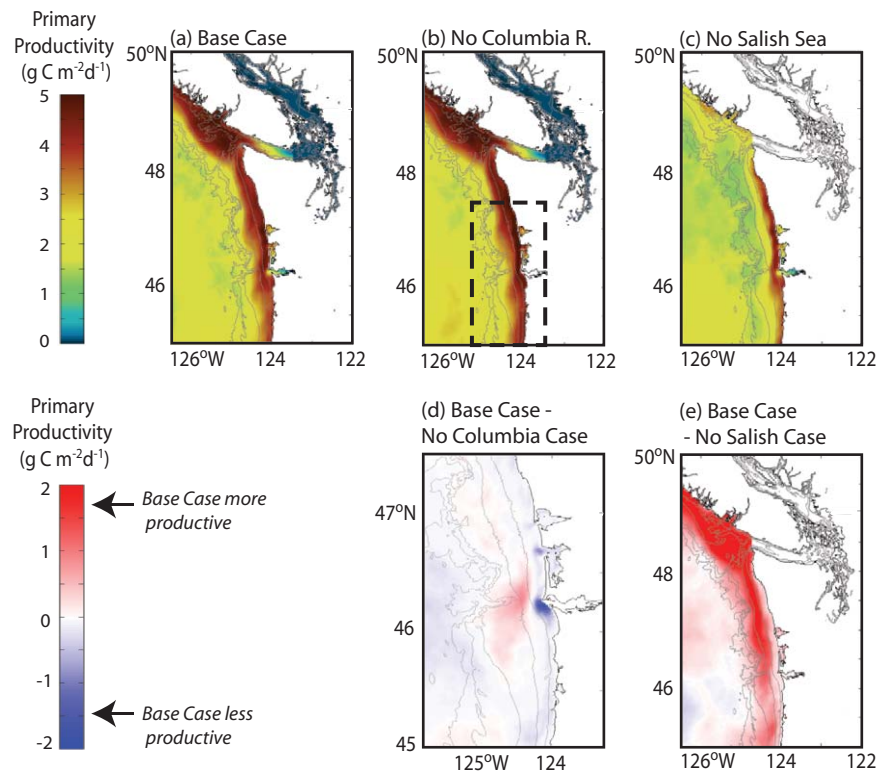 Primary
Productivity
(g C m⁻²d⁻¹)
5
4
3
2
1
0
(a) Base Case
50°N
48
46
126°W
124
122
(b) No Columbia R.
50°N
48
46
126°W
124
122
(c) No Salish Sea
50°N
48
46
126°W
124
122
Primary
Productivity
(g C m⁻²d⁻¹)
2
1
0
-1
-2
Base Case more
productive
Base Case less
productive
(d) Base Case -
No Columbia Case
47°N
46
45
125°W
124
(e) Base Case
- No Salish Case
50°N
48
46
126°W
124
122